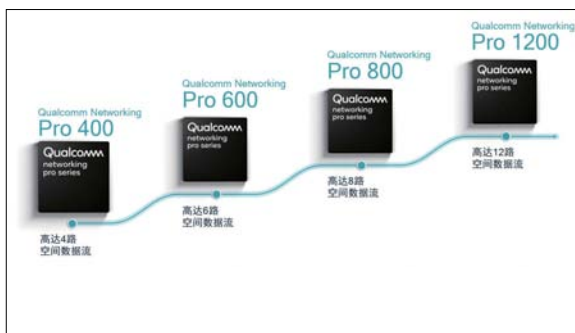 Qualcomm Networking
Pro 400
Qualcomm
networking
pro series
高达4路
空间数据流
Qualcomm Networking
Pro 600
Qualcomm
networking
pro series
高达6路
空间数据流
Qualcomm Networking
Pro 800
Qualcomm
networking
pro series
高达8路
空间数据流
Qualcomm Networking
Pro 1200
Qualcomm
networking
pro series
高达12路
空间数据流